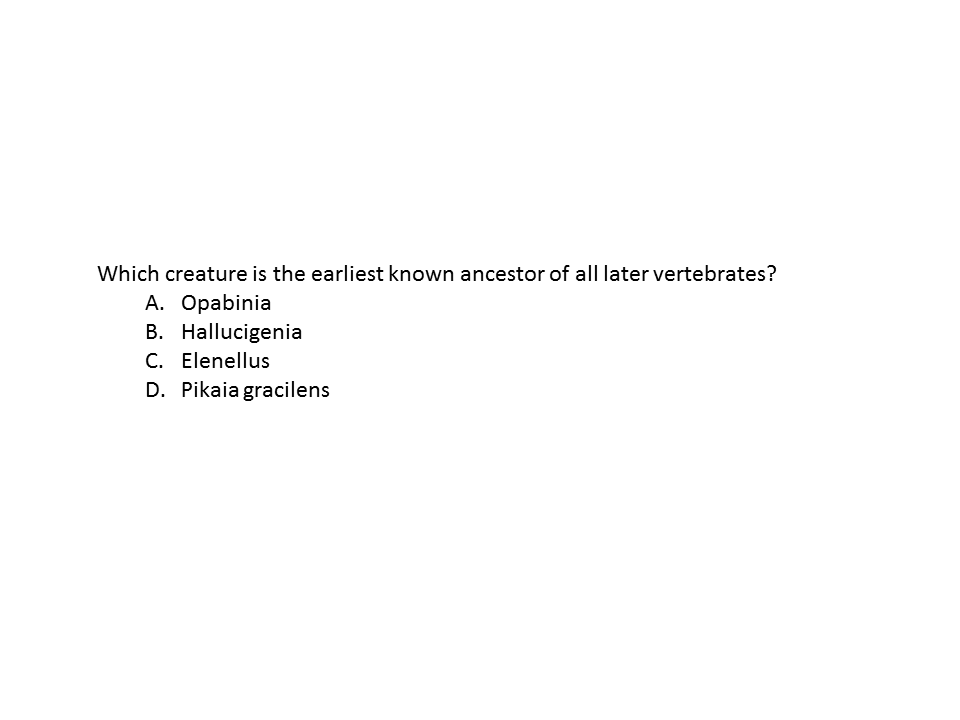 Which creature is the earliest known ancestor of all later vertebrates?
A. Opabinia
B. Hallucigenia
C. Elenellus
D. Pikaia gracilens